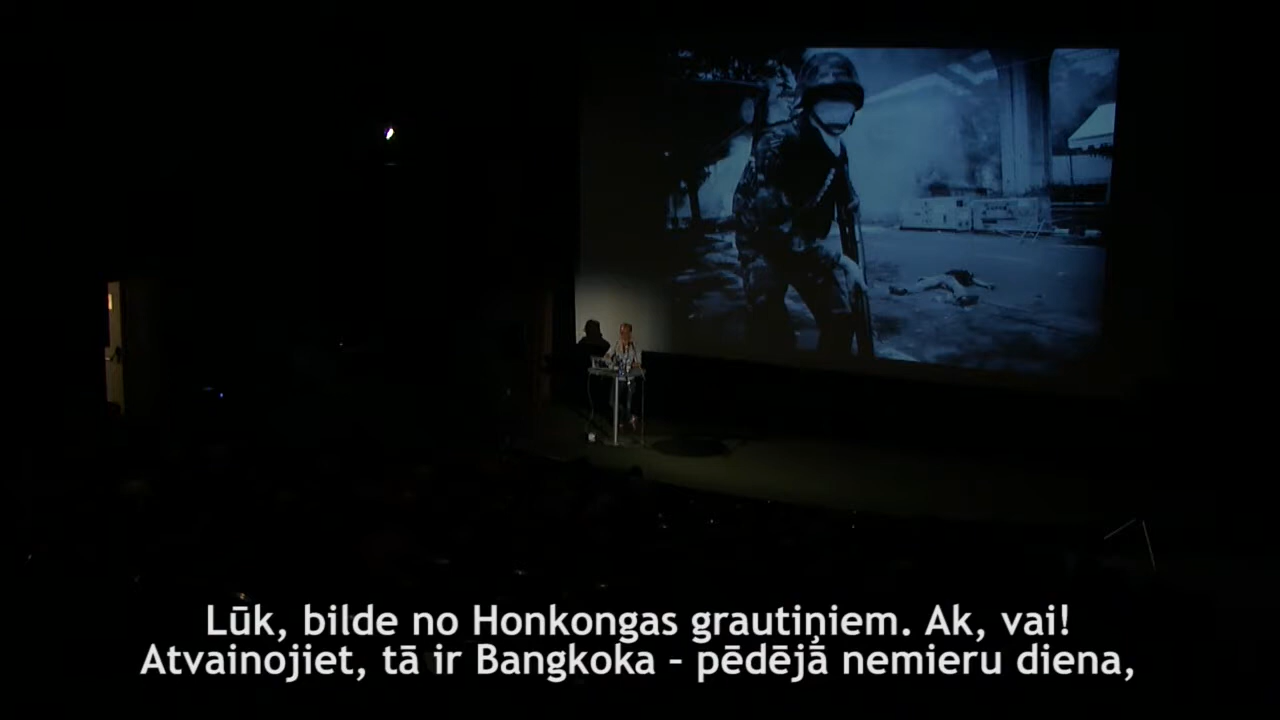 Lūk, bilde no Honkongas grautiņiem. Ak, vai!
Atvainojiet, tā ir Bangkoka – pēdējā nemieru diena,